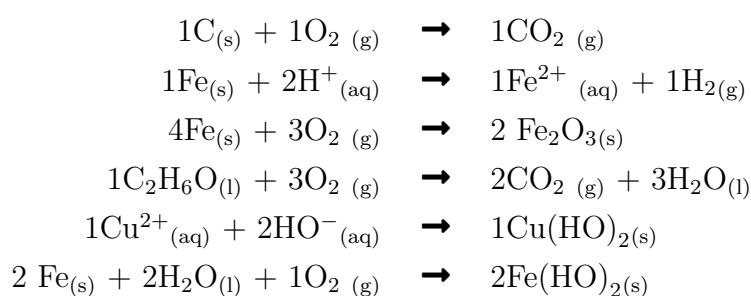 1C(s) + 1O₂ (g) → 1CO₂ (g)
1Fe(s) + 2H⁺(aq) → 1Fe²⁺ (aq) + 1H₂(g)
4Fe(s) + 3O₂ (g) → 2 Fe₂O₃(s)
1C₂H₆O(l) + 3O₂ (g) → 2CO₂ (g) + 3H₂O(l)
1Cu²⁺(aq) + 2HO⁻(aq) → 1Cu(HO)₂(s)
2 Fe(s) + 2H₂O(l) + 1O₂ (g) → 2Fe(HO)₂(s)